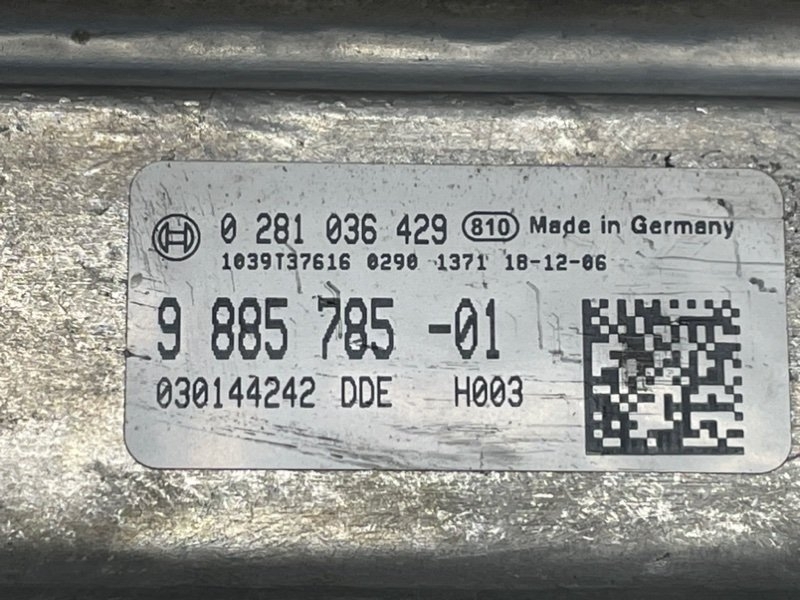 0 281 036 429 810 Made in Germany
1039T37616 0290 1371 18-12-06
9 885 785 -01
030144242 DDE H003